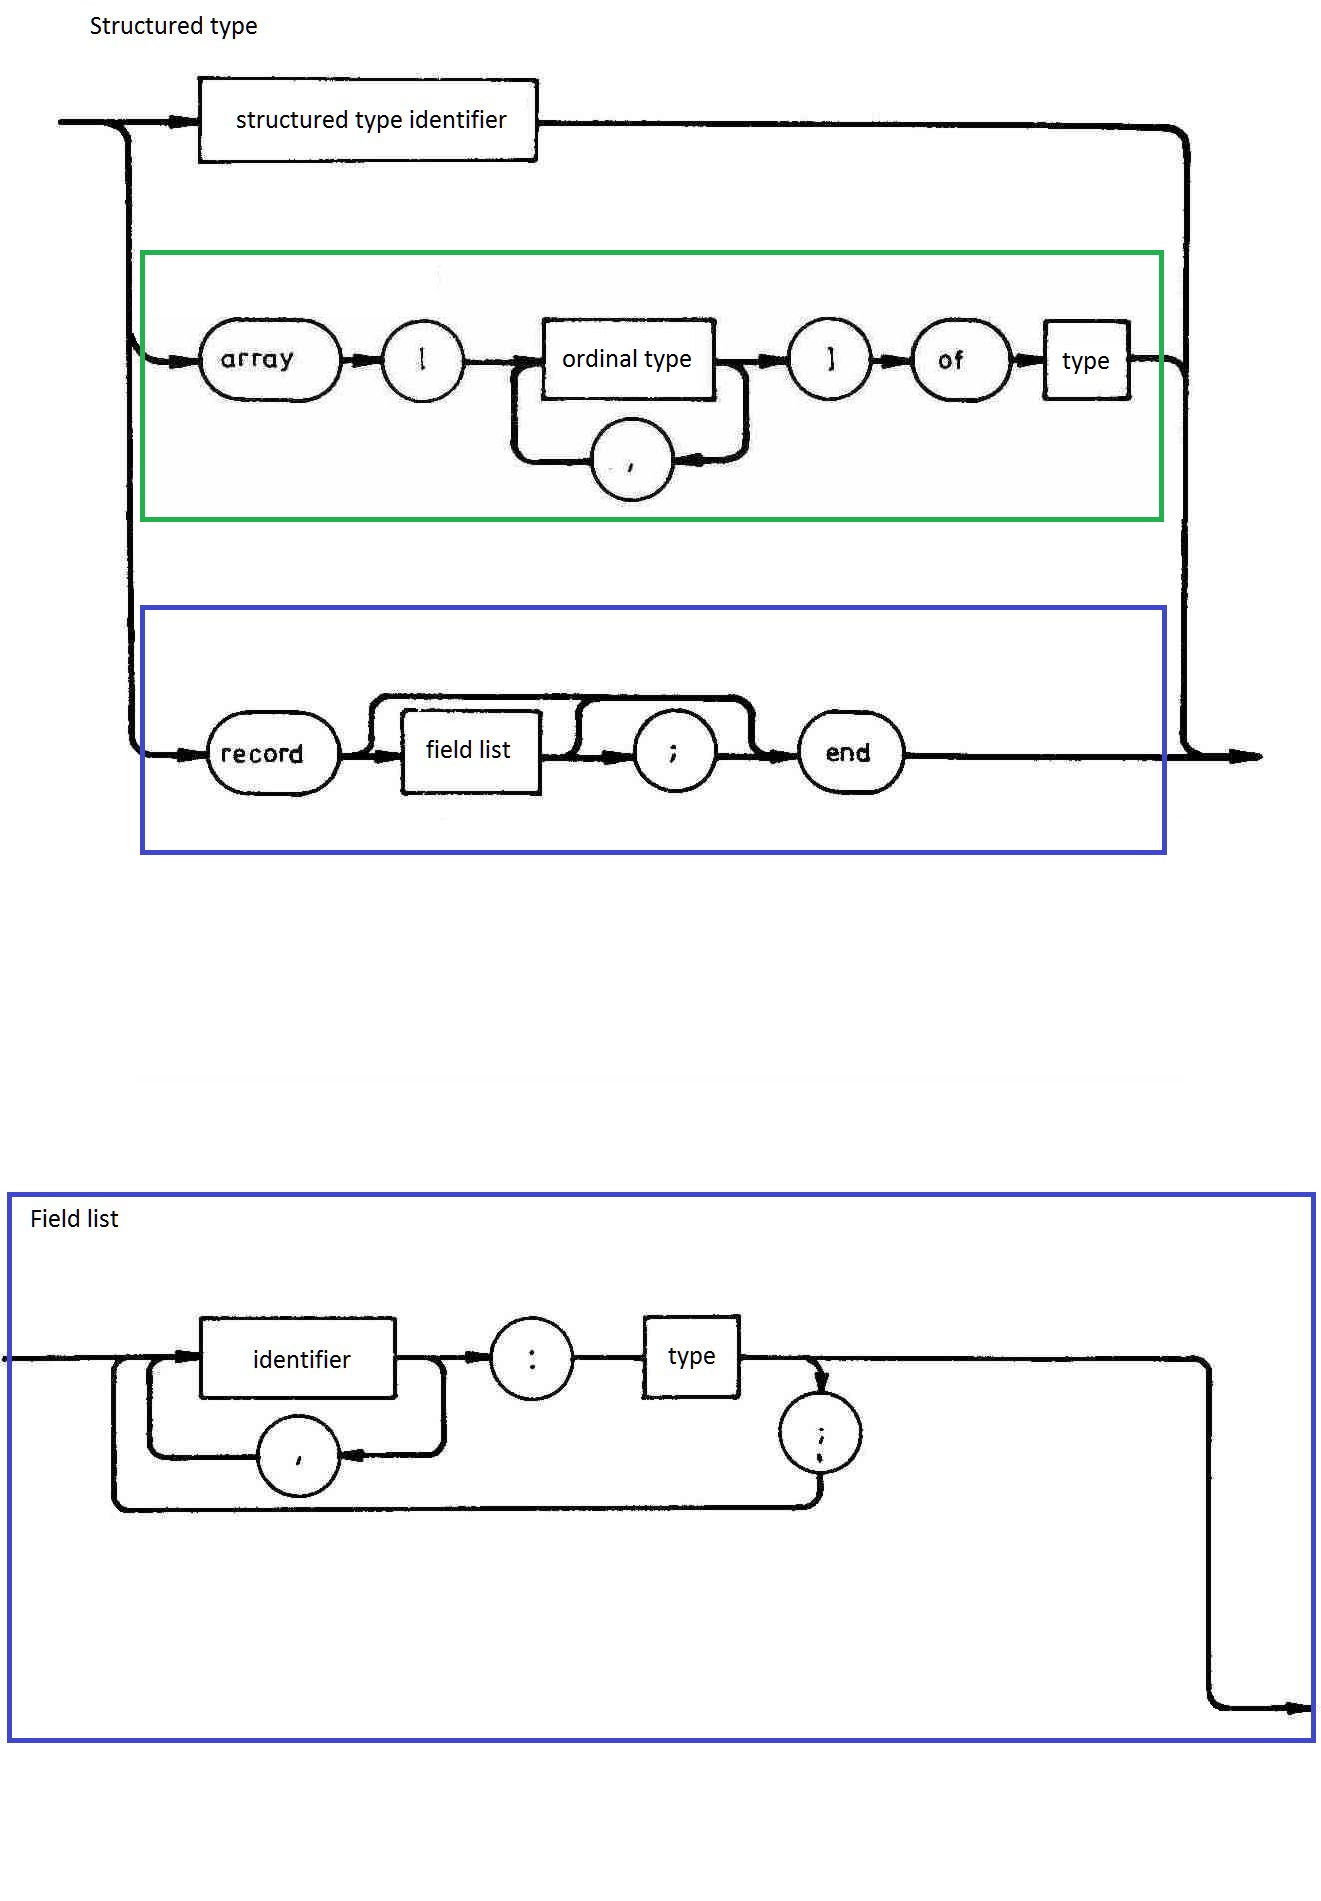 Structured type
structured type identifier
array [ ordinal type ] of type
,
record field list ; end
Field list
identifier : type
;
,